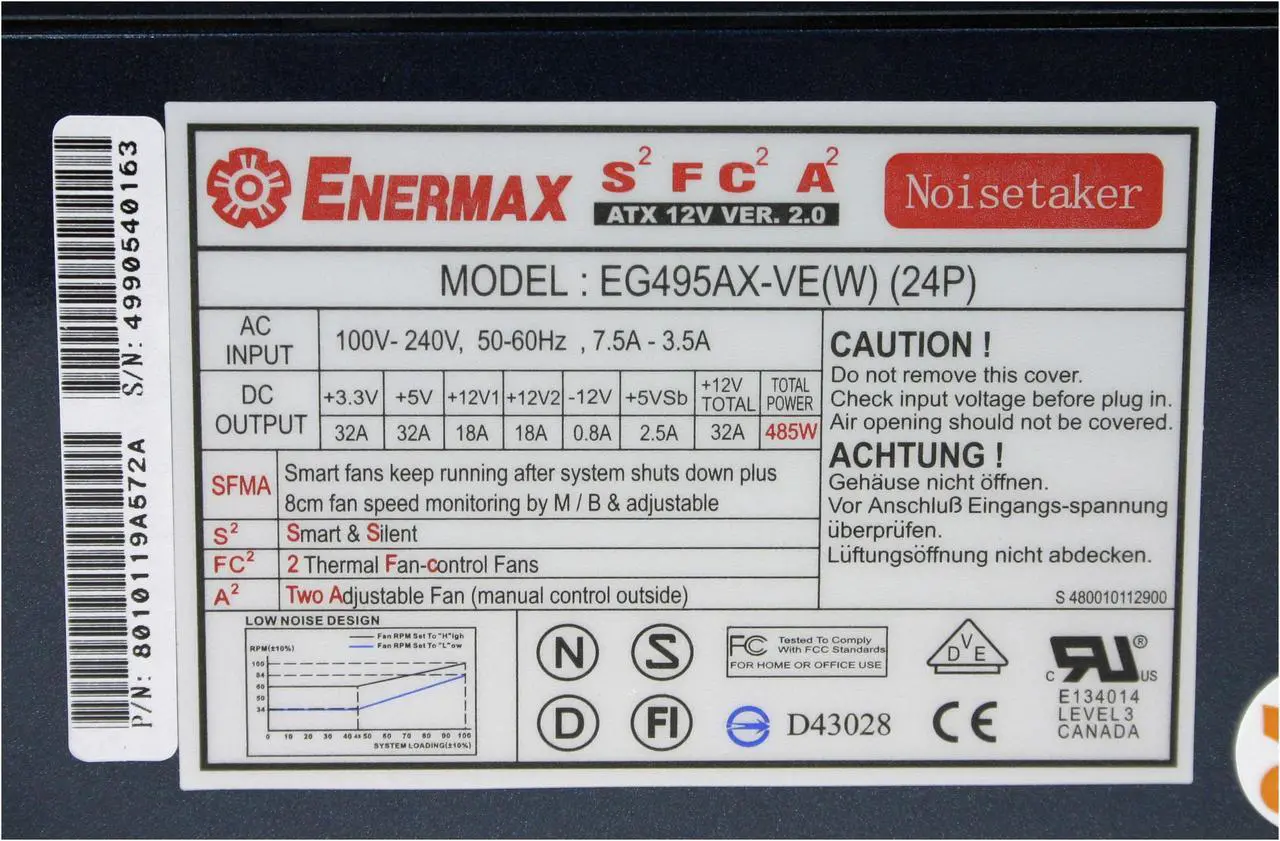 S/N: 4990540163
P/N: 8010119A572A
ENERMAX
S² FC² A²
ATX 12V VER. 2.0
Noisetaker
MODEL : EG495AX-VE(W) (24P)
AC INPUT
100V- 240V, 50-60Hz , 7.5A - 3.5A
DC OUTPUT
+3.3V +5V +12V1 +12V2 -12V +5VSb +12V TOTAL TOTAL POWER
32A 32A 18A 18A 0.8A 2.5A 32A 485W
SFMA
Smart fans keep running after system shuts down plus
8cm fan speed monitoring by M / B & adjustable
S² Smart & Silent
FC² 2 Thermal Fan-control Fans
A² Two Adjustable Fan (manual control outside)
CAUTION !
Do not remove this cover.
Check input voltage before plug in.
Air opening should not be covered.
ACHTUNG !
Gehäuse nicht öffnen.
Vor Anschluß Eingangs-spannung
überprüfen.
Lüftungsöffnung nicht abdecken.
S 480010112900
LOW NOISE DESIGN
Fan RPM Set To "H"igh
Fan RPM Set To "L"ow
RPM(±10%)
100
84
60
50
34
0 10 20 30 40 45 50 60 70 80 90 100
SYSTEM LOADING(±10%)
N S
D FI
FC Tested To Comply
With FCC Standards
FOR HOME OR OFFICE USE
D V E
D43028
CE
c RU ® US
E134014
LEVEL 3
CANADA